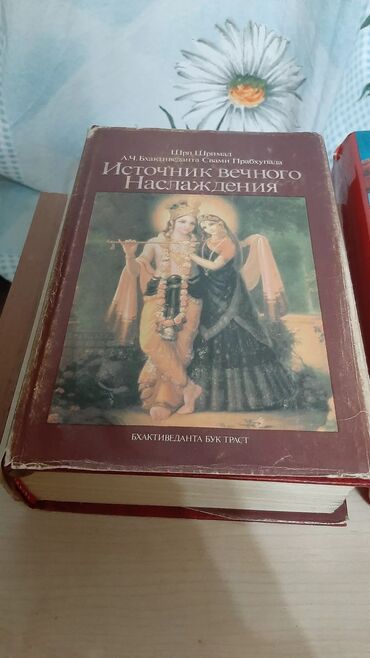 Шри Шримад
А.Ч. Бхактиведанта Свами Прабхупада
Источник вечного
Наслаждения
БХАКТИВЕДАНТА БУК ТРАСТ